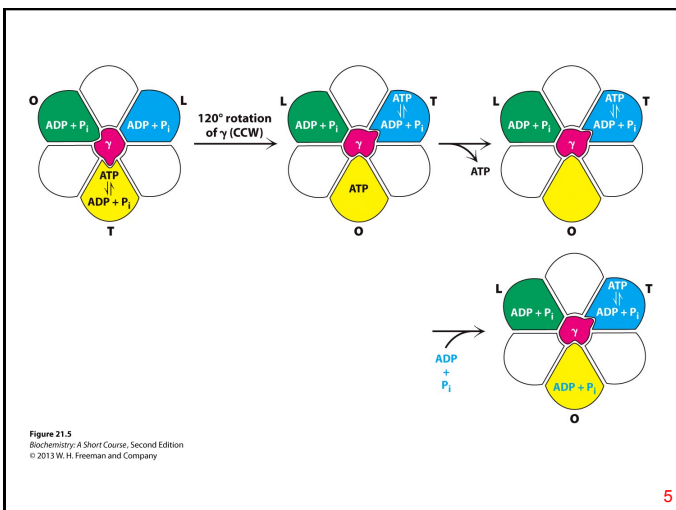 O
L
ADP + Pi
ADP + Pi
γ
ATP
ADP + Pi
T
120° rotation
of γ (CCW)
L
ATP
T
ADP + Pi
ADP + Pi
γ
ATP
O
ATP
L
ATP
T
ADP + Pi
ADP + Pi
γ
O
ADP
+
Pi
L
ATP
T
ADP + Pi
ADP + Pi
γ
ADP + Pi
O
Figure 21.5
Biochemistry: A Short Course, Second Edition
© 2013 W. H. Freeman and Company
5